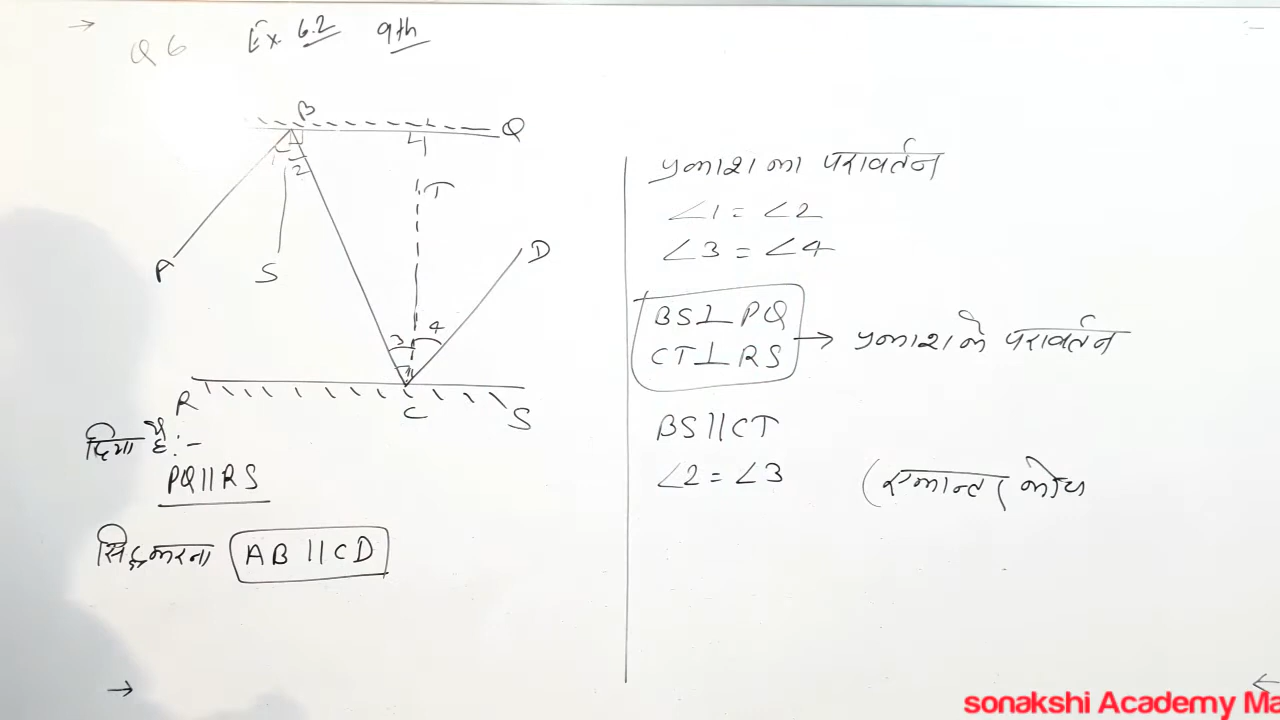 → Q 6 Ex. 6.2 9th
B
Q
1
2
T
A
S
D
3
4
R
C
S
दिया है :-
PQ || RS
सिद्ध करना AB || CD
प्रकाश का परावर्तन
∠1 = ∠2
∠3 = ∠4
BS ⊥ PQ
CT ⊥ RS
→ प्रकाश के परावर्तन
BS || CT
∠2 = ∠3 (एकान्तर कोण
→
←
sonakshi Academy Ma